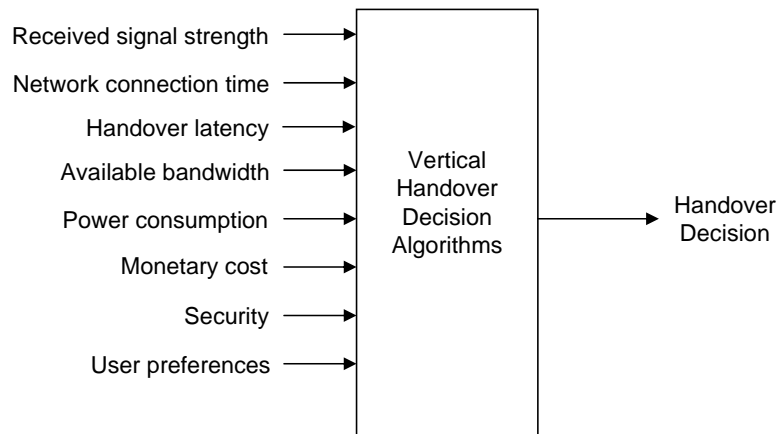 Received signal strength
Network connection time
Handover latency
Available bandwidth
Power consumption
Monetary cost
Security
User preferences
Vertical
Handover
Decision
Algorithms
Handover
Decision